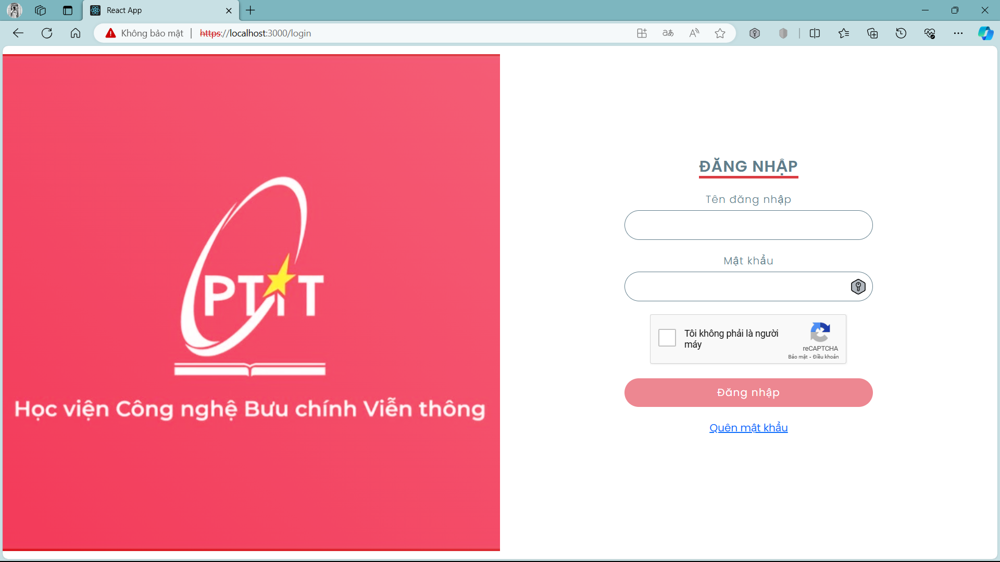 React App
Không bảo mật
https://localhost:3000/login
PTIT
Học viện Công nghệ Bưu chính Viễn thông
ĐĂNG NHẬP
Tên đăng nhập
Mật khẩu
Tôi không phải là người
máy
reCAPTCHA
Bảo mật - Điều khoản
Đăng nhập
Quên mật khẩu